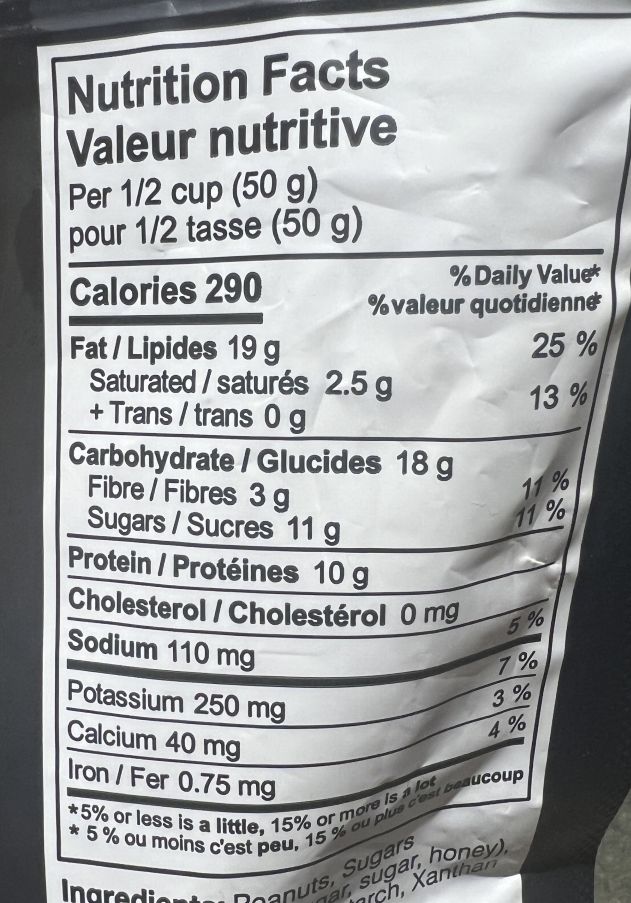 Nutrition Facts
Valeur nutritive
Per 1/2 cup (50 g)
pour 1/2 tasse (50 g)
Calories 290
% Daily Value*
% valeur quotidienne*
Fat / Lipides 19 g 25 %
Saturated / saturés 2.5 g
+ Trans / trans 0 g 13 %
Carbohydrate / Glucides 18 g
Fibre / Fibres 3 g 11 %
Sugars / Sucres 11 g 11 %
Protein / Protéines 10 g
Cholesterol / Cholestérol 0 mg
Sodium 110 mg 5 %
Potassium 250 mg 7 %
Calcium 40 mg 3 %
Iron / Fer 0.75 mg 4 %
*5% or less is a little, 15% or more is a lot
* 5 % ou moins c'est peu, 15 % ou plus c'est beaucoup
Peanuts, Sugars
sugar, honey),
Xanthan